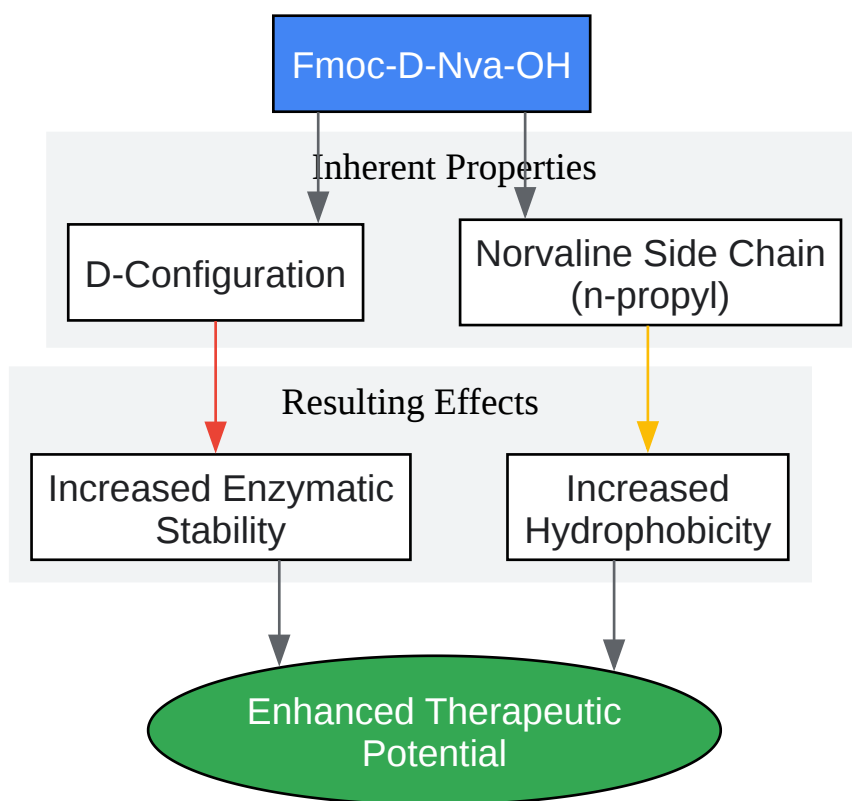 Fmoc-D-Nva-OH
Inherent Properties
D-Configuration
Norvaline Side Chain
(n-propyl)
Resulting Effects
Increased Enzymatic
Stability
Increased
Hydrophobicity
Enhanced Therapeutic
Potential